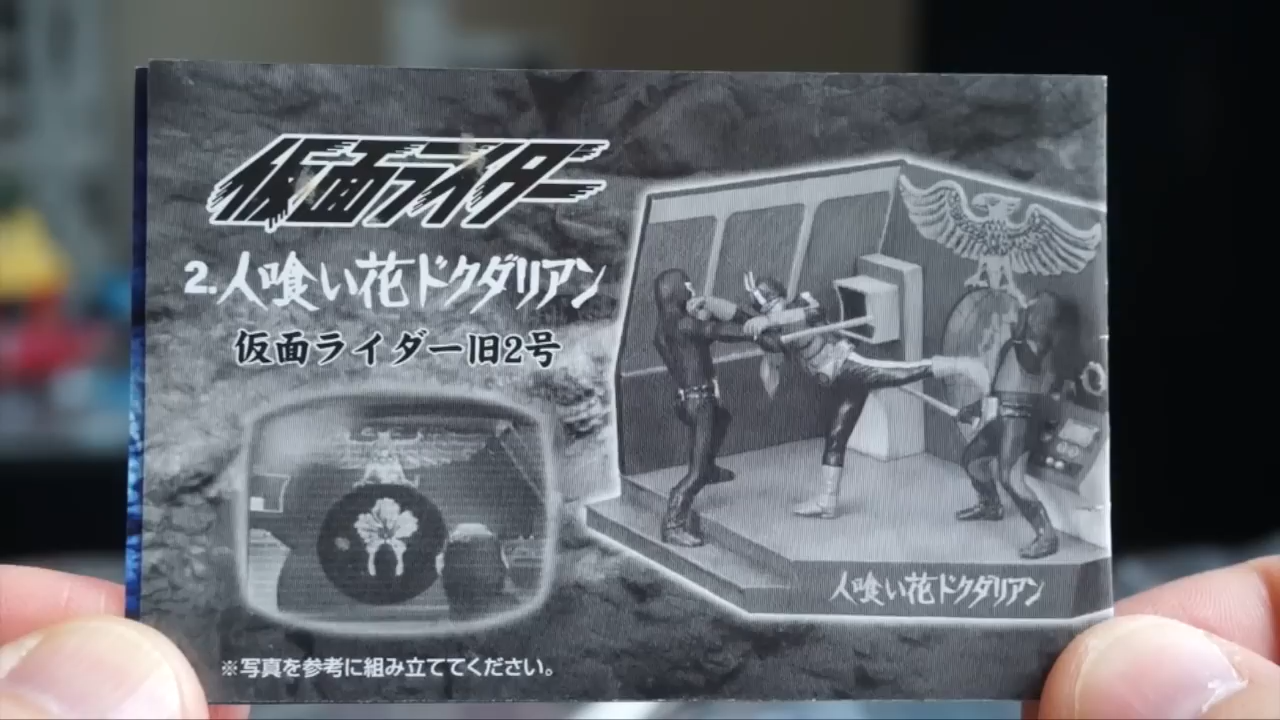 仮面ライダー
2.人喰い花ドクダリアン
仮面ライダー旧2号
人喰い花ドクダリアン
※写真を参考に組み立ててください。